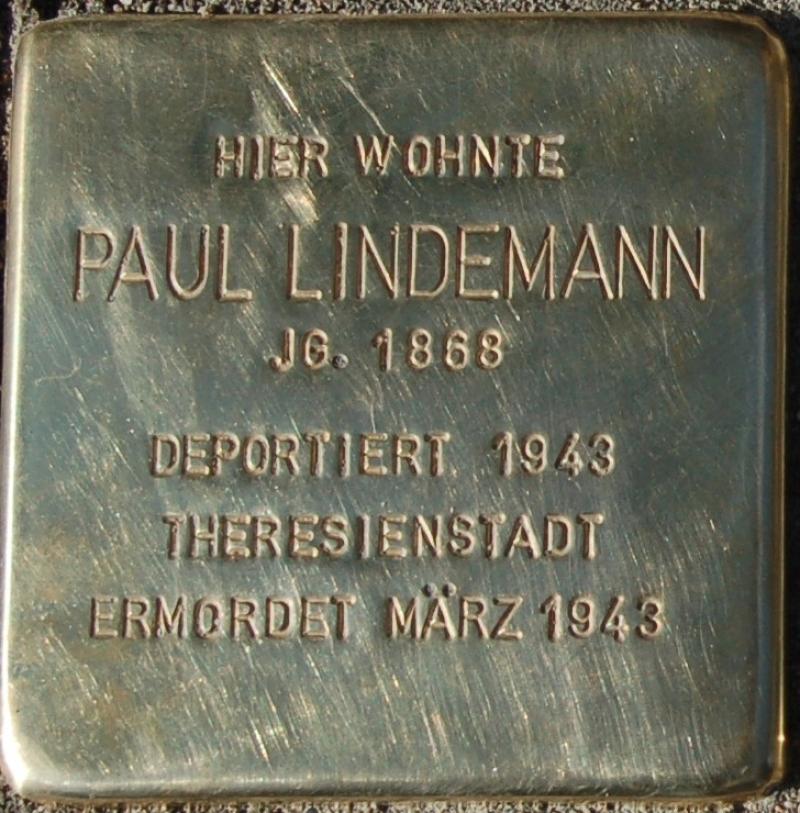 HIER WOHNTE
PAUL LINDEMANN
JG. 1868
DEPORTIERT 1943
THERESIENSTADT
ERMORDET MÄRZ 1943